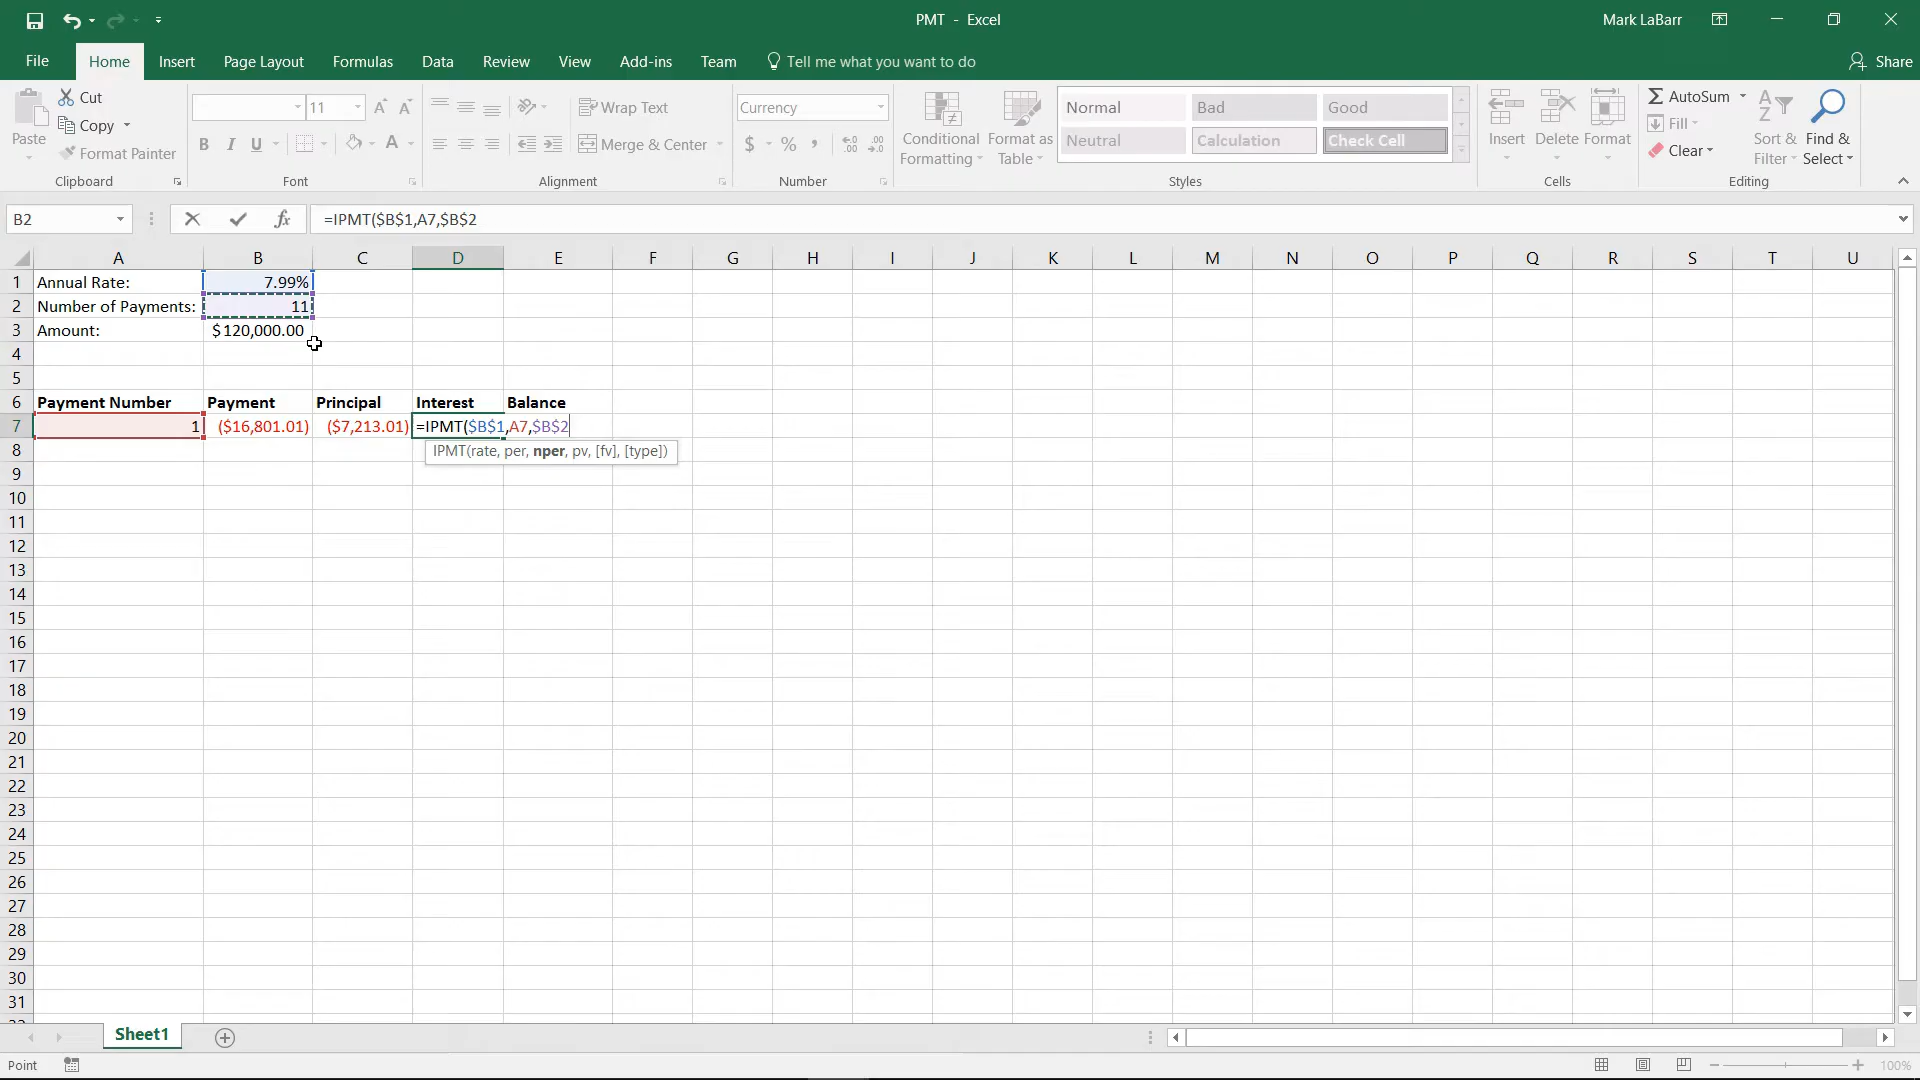 PMT - Excel
Mark LaBarr
File Home Insert Page Layout Formulas Data Review View Add-ins Team Tell me what you want to do Share
Paste
Cut
Copy
Format Painter
Clipboard
11
B I U A
Font
Wrap Text
Merge & Center
Alignment
Currency
$ % ,
Number
Conditional Formatting
Format as Table
Normal Bad Good
Neutral Calculation Check Cell
Styles
Insert Delete Format
Cells
AutoSum
Fill
Clear
Sort & Filter
Find & Select
Editing
B2 fx =IPMT($B$1,A7,$B$2
A B C D E F G H I J K L M N O P Q R S T U
1 Annual Rate: 7.99%
2 Number of Payments: 11
3 Amount: $120,000.00
4
5
6 Payment Number Payment Principal Interest Balance
7 1 ($16,801.01) ($7,213.01) =IPMT($B$1,A7,$B$2
8 IPMT(rate, per, nper, pv, [fv], [type])
9
10
11
12
13
14
15
16
17
18
19
20
21
22
23
24
25
26
27
28
29
30
31
Sheet1
Point
100%